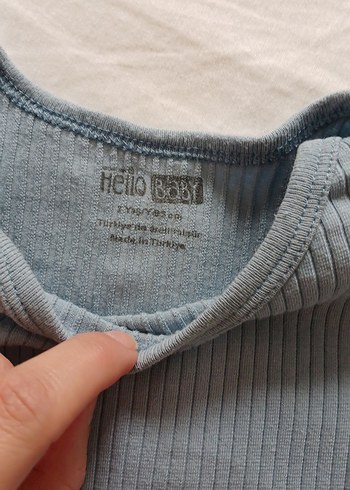 Hello BABY
Türkiye'de üretilmiştir
Made in Türkiye